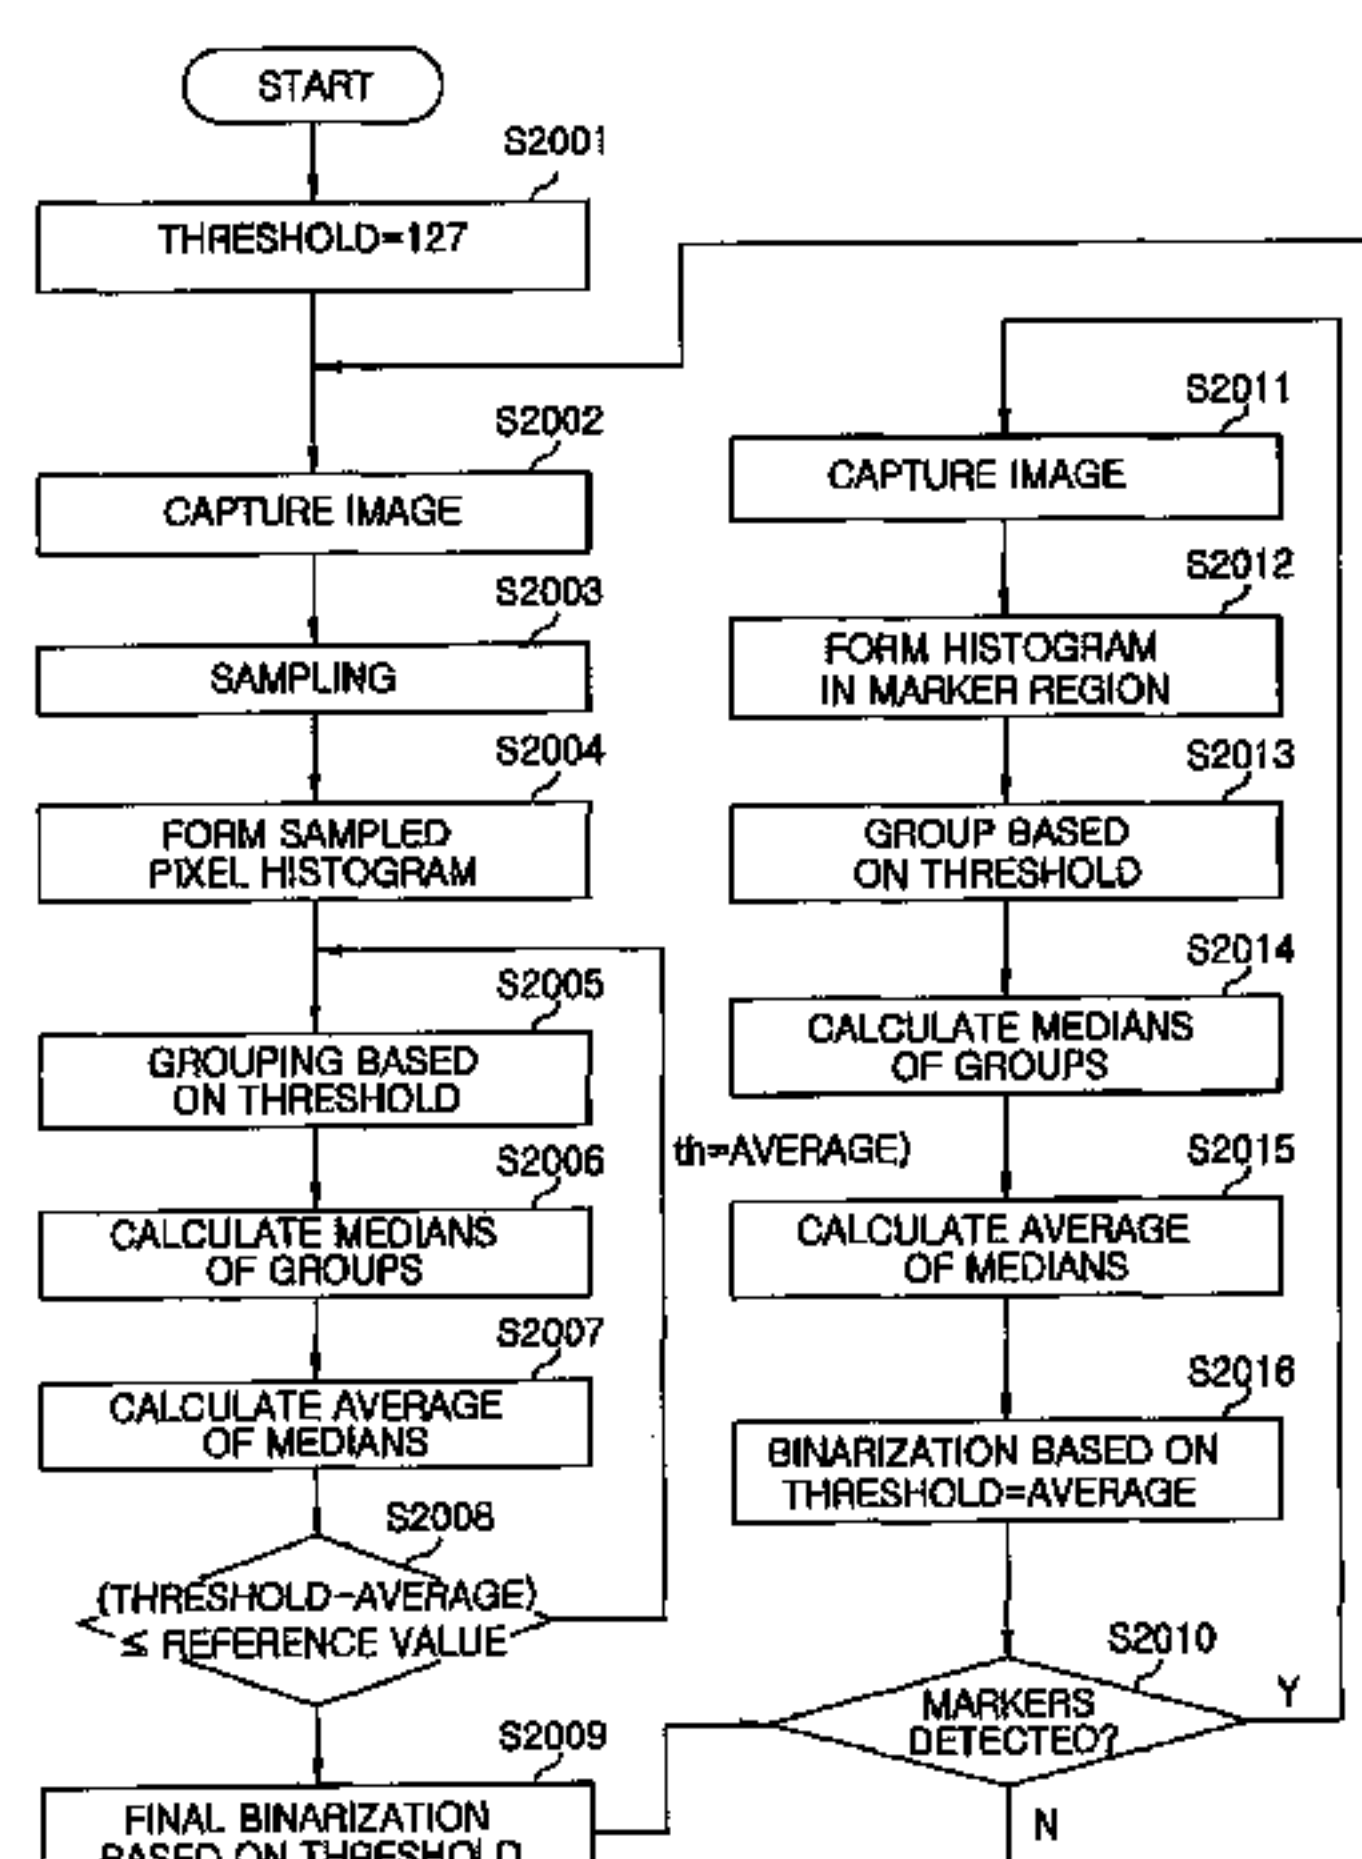 START
S2001
THRESHOLD=127
S2002
CAPTURE IMAGE
S2003
SAMPLING
S2004
FORM SAMPLED
PIXEL HISTOGRAM
S2005
GROUPING BASED
ON THRESHOLD
S2006
CALCULATE MEDIANS
OF GROUPS
th=AVERAGE)
S2007
CALCULATE AVERAGE
OF MEDIANS
S2008
(THRESHOLD-AVERAGE)
≤ REFERENCE VALUE
S2009
FINAL BINARIZATION
BASED ON THRESHOLD
S2011
CAPTURE IMAGE
S2012
FORM HISTOGRAM
IN MARKER REGION
S2013
GROUP BASED
ON THRESHOLD
S2014
CALCULATE MEDIANS
OF GROUPS
S2015
CALCULATE AVERAGE
OF MEDIANS
S2016
BINARIZATION BASED ON
THRESHOLD=AVERAGE
S2010
MARKERS
DETECTED?
Y
N